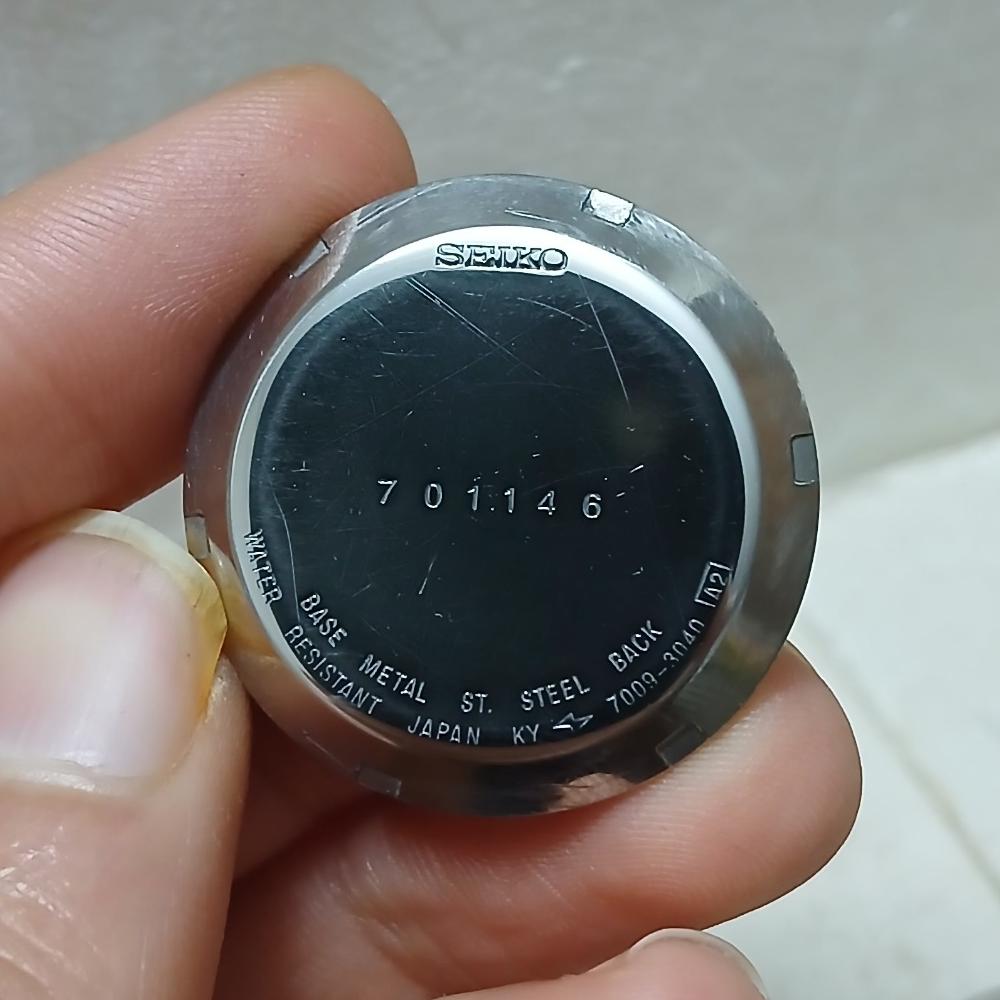 SEIKO
701146
BASE METAL ST. STEEL BACK
WATER RESISTANT JAPAN KY 7009-3040 A2